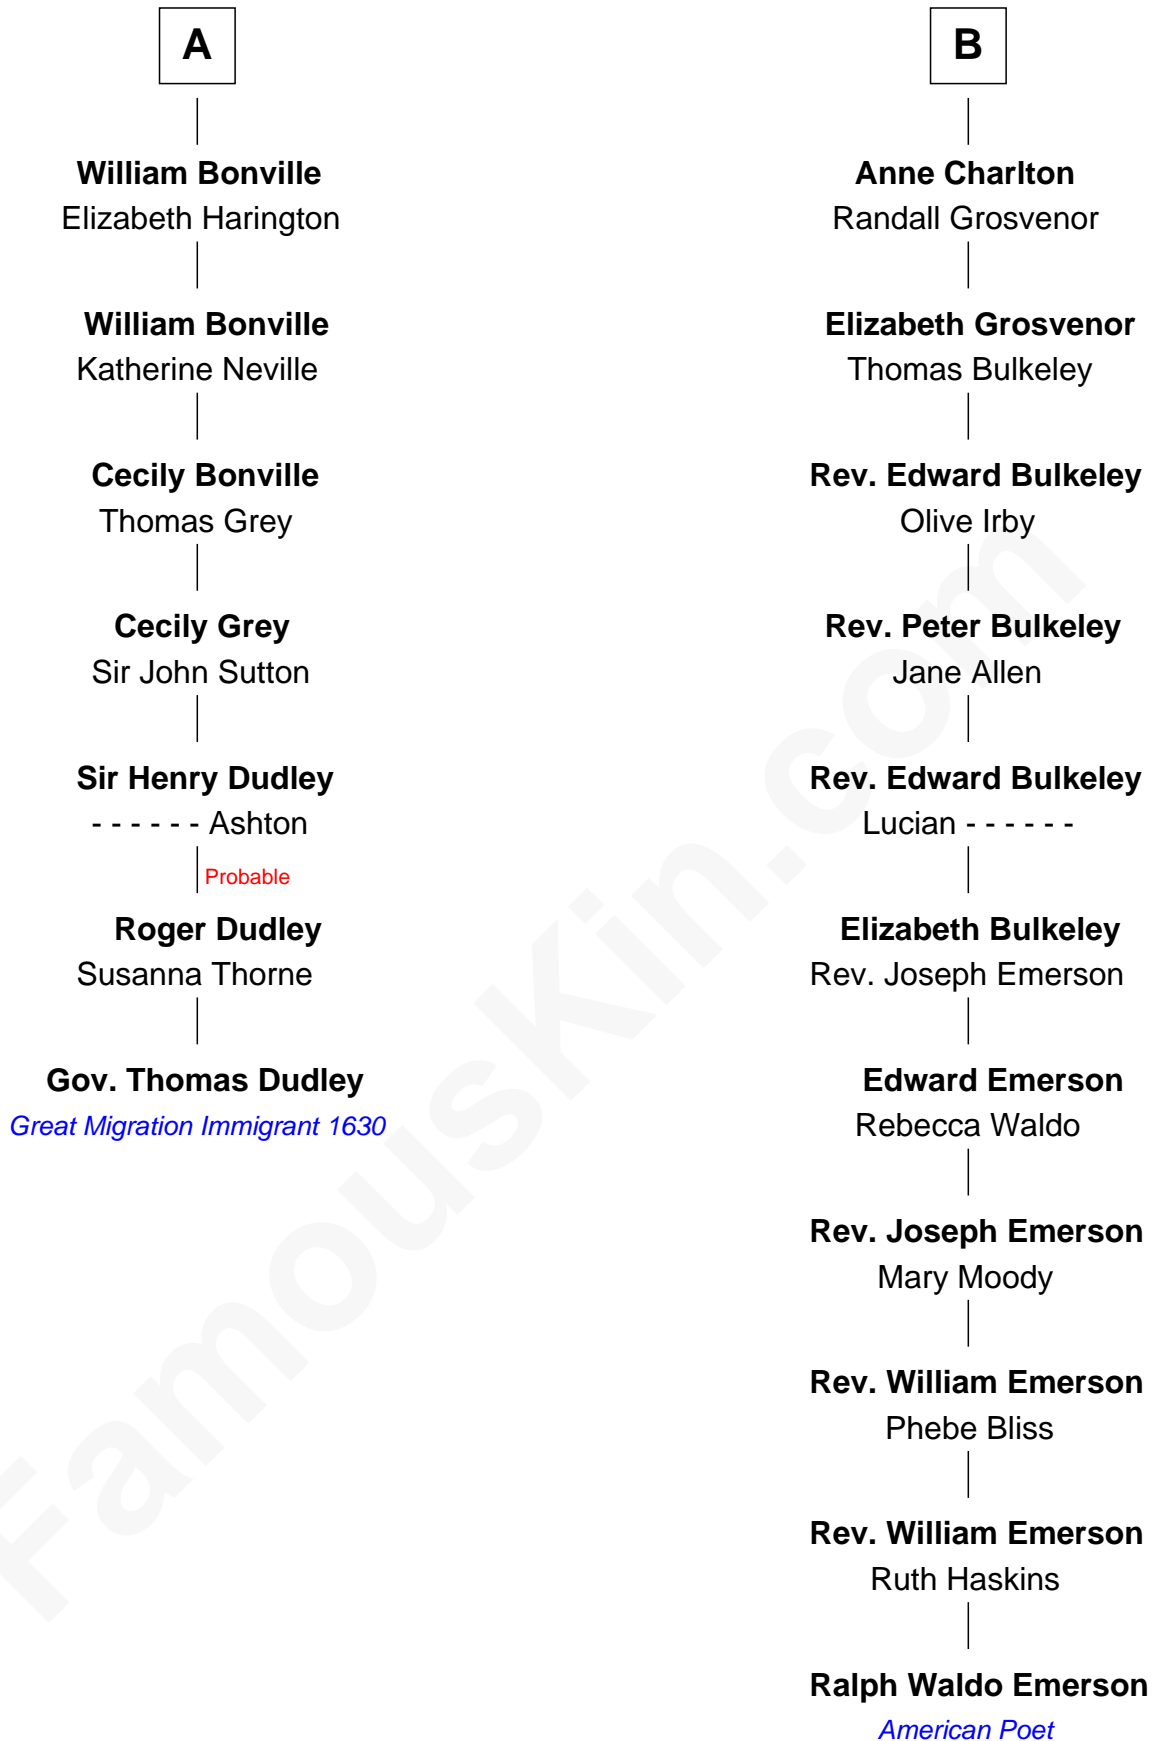 A
William Bonville
Elizabeth Harington
William Bonville
Katherine Neville
Cecily Bonville
Thomas Grey
Cecily Grey
Sir John Sutton
Sir Henry Dudley
- - - - - - Ashton
Probable
Roger Dudley
Susanna Thorne
Gov. Thomas Dudley
Great Migration Immigrant 1630
B
Anne Charlton
Randall Grosvenor
Elizabeth Grosvenor
Thomas Bulkeley
Rev. Edward Bulkeley
Olive Irby
Rev. Peter Bulkeley
Jane Allen
Rev. Edward Bulkeley
Lucian - - - - - -
Elizabeth Bulkeley
Rev. Joseph Emerson
Edward Emerson
Rebecca Waldo
Rev. Joseph Emerson
Mary Moody
Rev. William Emerson
Phebe Bliss
Rev. William Emerson
Ruth Haskins
Ralph Waldo Emerson
American Poet
FamousKin.com